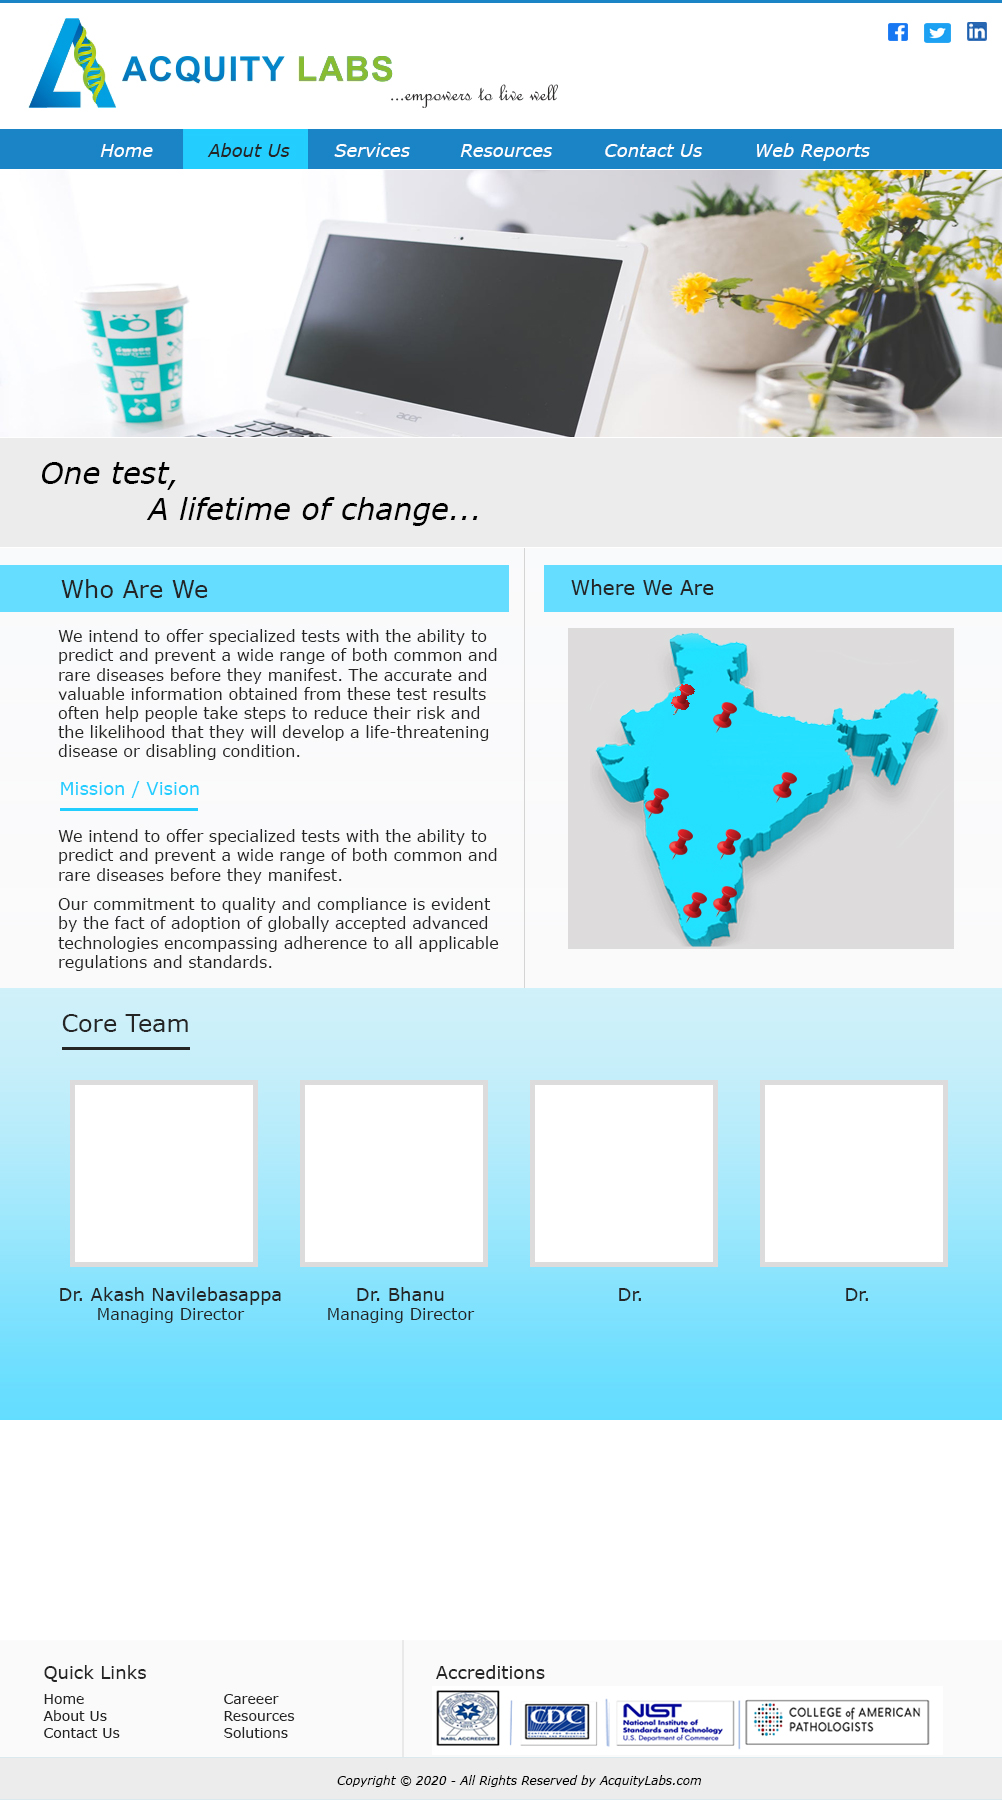 ACQUITY LABS
...empowers to live well
Home About Us Services Resources Contact Us Web Reports
acer
One test,
A lifetime of change...
Who Are We
We intend to offer specialized tests with the ability to
predict and prevent a wide range of both common and
rare diseases before they manifest. The accurate and
valuable information obtained from these test results
often help people take steps to reduce their risk and
the likelihood that they will develop a life-threatening
disease or disabling condition.
Mission / Vision
We intend to offer specialized tests with the ability to
predict and prevent a wide range of both common and
rare diseases before they manifest.
Our commitment to quality and compliance is evident
by the fact of adoption of globally accepted advanced
technologies encompassing adherence to all applicable
regulations and standards.
Where We Are
Core Team
Dr. Akash Navilebasappa
Managing Director
Dr. Bhanu
Managing Director
Dr.
Dr.
Quick Links
Home
About Us
Contact Us
Careeer
Resources
Solutions
Accreditions
NABL ACCREDITED
CDC
NIST
National Institute of
Standards and Technology
U.S. Department of Commerce
COLLEGE of AMERICAN
PATHOLOGISTS
Copyright © 2020 - All Rights Reserved by AcquityLabs.com